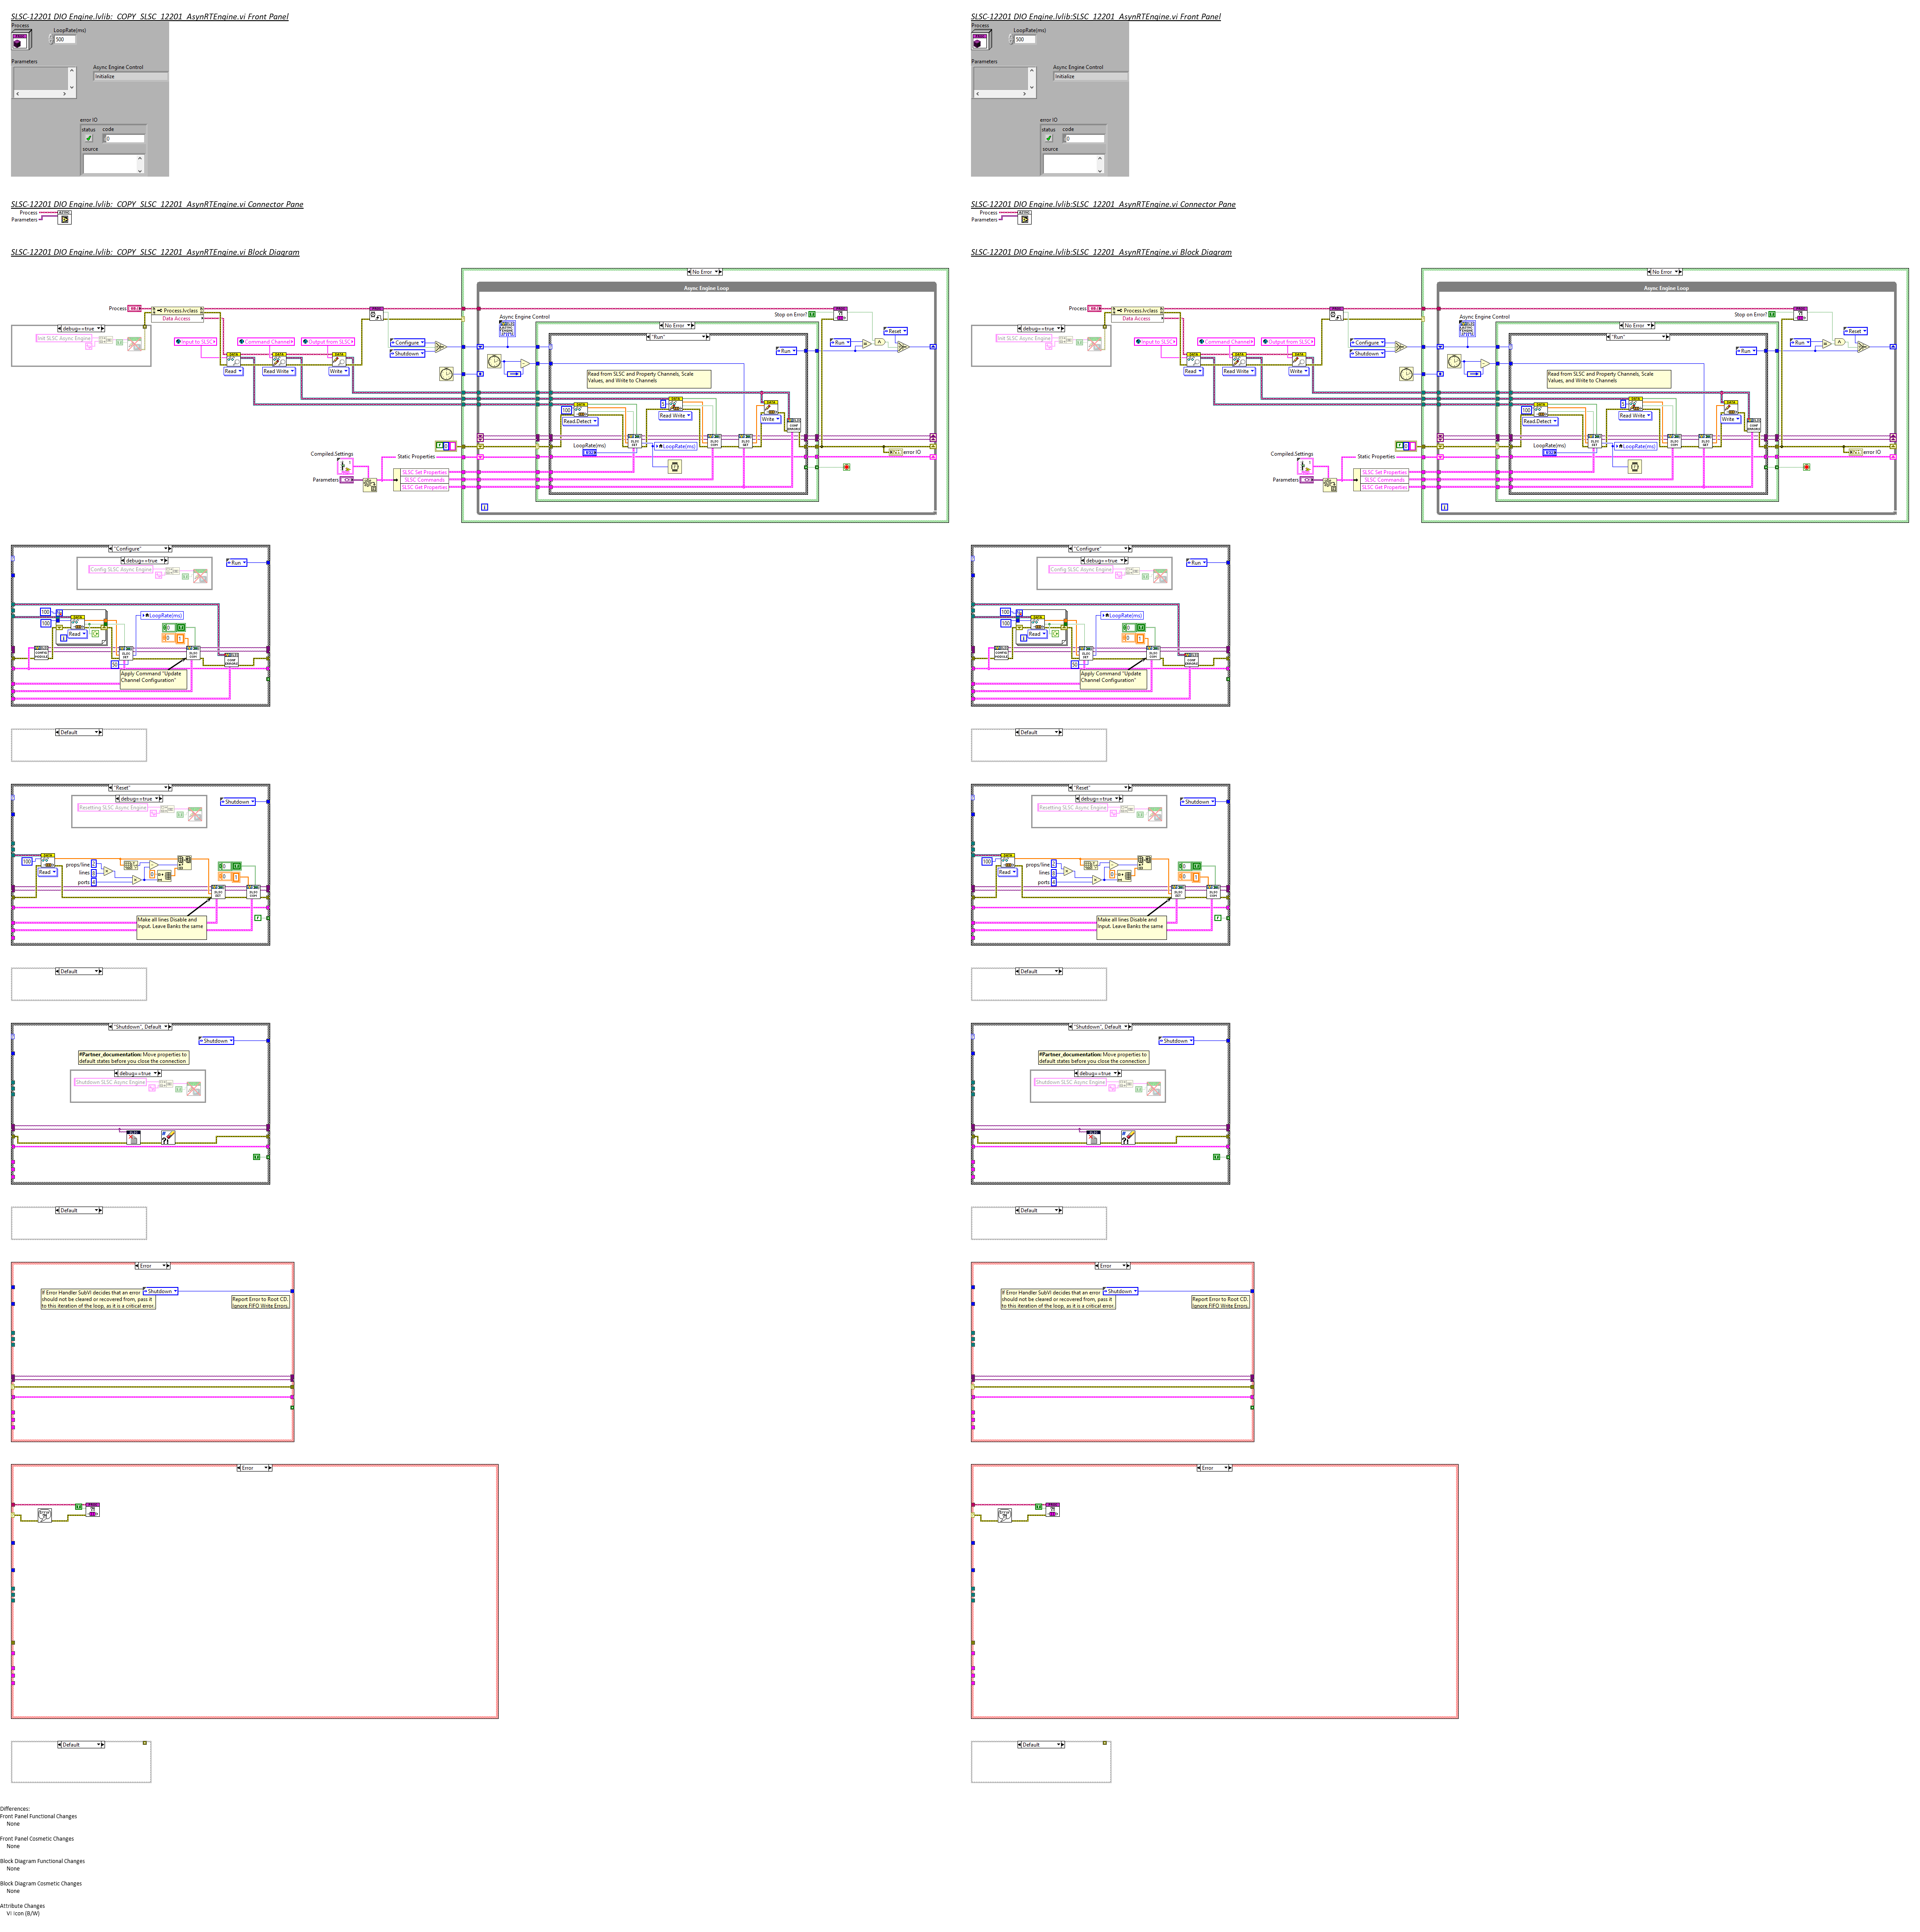 SLSC-12201 DIO Engine.lvlib:_COPY_SLSC_12201_AsynRTEngine.vi Front Panel
Process
LoopRate(ms)
500
Parameters
Async Engine Control
Initialize
error IO
status code
0
source
SLSC-12201 DIO Engine.lvlib:_COPY_SLSC_12201_AsynRTEngine.vi Connector Pane
Process
Parameters
SLSC-12201 DIO Engine.lvlib:_COPY_SLSC_12201_AsynRTEngine.vi Block Diagram
No Error
Async Engine Loop
Process
Process.lvclass
Data Access
Stop on Error?
Async Engine Control
debug==true
Init SLSC Async Engine
No Error
"Run"
Reset
Input to SLSC
Command Channel
Output from SLSC
Configure
Shutdown
Run
Run
Read
Read Write
Write
Read from SLSC and Property Channels, Scale
Values, and Write to Channels
100
Read.Detect
Read Write
Write
LoopRate(ms)
LoopRate(ms)
error IO
Compiled.Settings
Static Properties
Parameters
SLSC Set Properties
SLSC Commands
SLSC Get Properties
"Configure"
debug==true
Config SLSC Async Engine
Run
100
100
LoopRate(ms)
Read
50
Apply Command "Update
Channel Configuration"
Default
"Reset"
debug==true
Resetting SLSC Async Engine
Shutdown
100
Read
props/line
lines
ports
Make all lines Disable and
Input. Leave Banks the same
Default
"Shutdown", Default
Shutdown
#Partner_documentation: Move properties to
default states before you close the connection
debug==true
Shutdown SLSC Async Engine
Default
Error
If Error Handler SubVI decides that an error
should not be cleared or recovered from, pass it
to this iteration of the loop, as it is a critical error.
Shutdown
Report Error to Root CD.
Ignore FIFO Write Errors.
Error
Default
SLSC-12201 DIO Engine.lvlib:SLSC_12201_AsynRTEngine.vi Front Panel
Process
LoopRate(ms)
500
Parameters
Async Engine Control
Initialize
error IO
status code
0
source
SLSC-12201 DIO Engine.lvlib:SLSC_12201_AsynRTEngine.vi Connector Pane
Process
Parameters
SLSC-12201 DIO Engine.lvlib:SLSC_12201_AsynRTEngine.vi Block Diagram
No Error
Async Engine Loop
Process
Process.lvclass
Data Access
Stop on Error?
Async Engine Control
debug==true
Init SLSC Async Engine
No Error
"Run"
Reset
Input to SLSC
Command Channel
Output from SLSC
Configure
Shutdown
Run
Run
Read
Read Write
Write
Read from SLSC and Property Channels, Scale
Values, and Write to Channels
100
Read.Detect
Read Write
Write
LoopRate(ms)
LoopRate(ms)
error IO
Compiled.Settings
Static Properties
Parameters
SLSC Set Properties
SLSC Commands
SLSC Get Properties
"Configure"
debug==true
Config SLSC Async Engine
Run
100
100
LoopRate(ms)
Read
50
Apply Command "Update
Channel Configuration"
Default
"Reset"
debug==true
Resetting SLSC Async Engine
Shutdown
100
Read
props/line
lines
ports
Make all lines Disable and
Input. Leave Banks the same
Default
"Shutdown", Default
Shutdown
#Partner_documentation: Move properties to
default states before you close the connection
debug==true
Shutdown SLSC Async Engine
Default
Error
If Error Handler SubVI decides that an error
should not be cleared or recovered from, pass it
to this iteration of the loop, as it is a critical error.
Shutdown
Report Error to Root CD.
Ignore FIFO Write Errors.
Error
Default
Differences:
Front Panel Functional Changes
None
Front Panel Cosmetic Changes
None
Block Diagram Functional Changes
None
Block Diagram Cosmetic Changes
None
Attribute Changes
VI Icon (B/W)